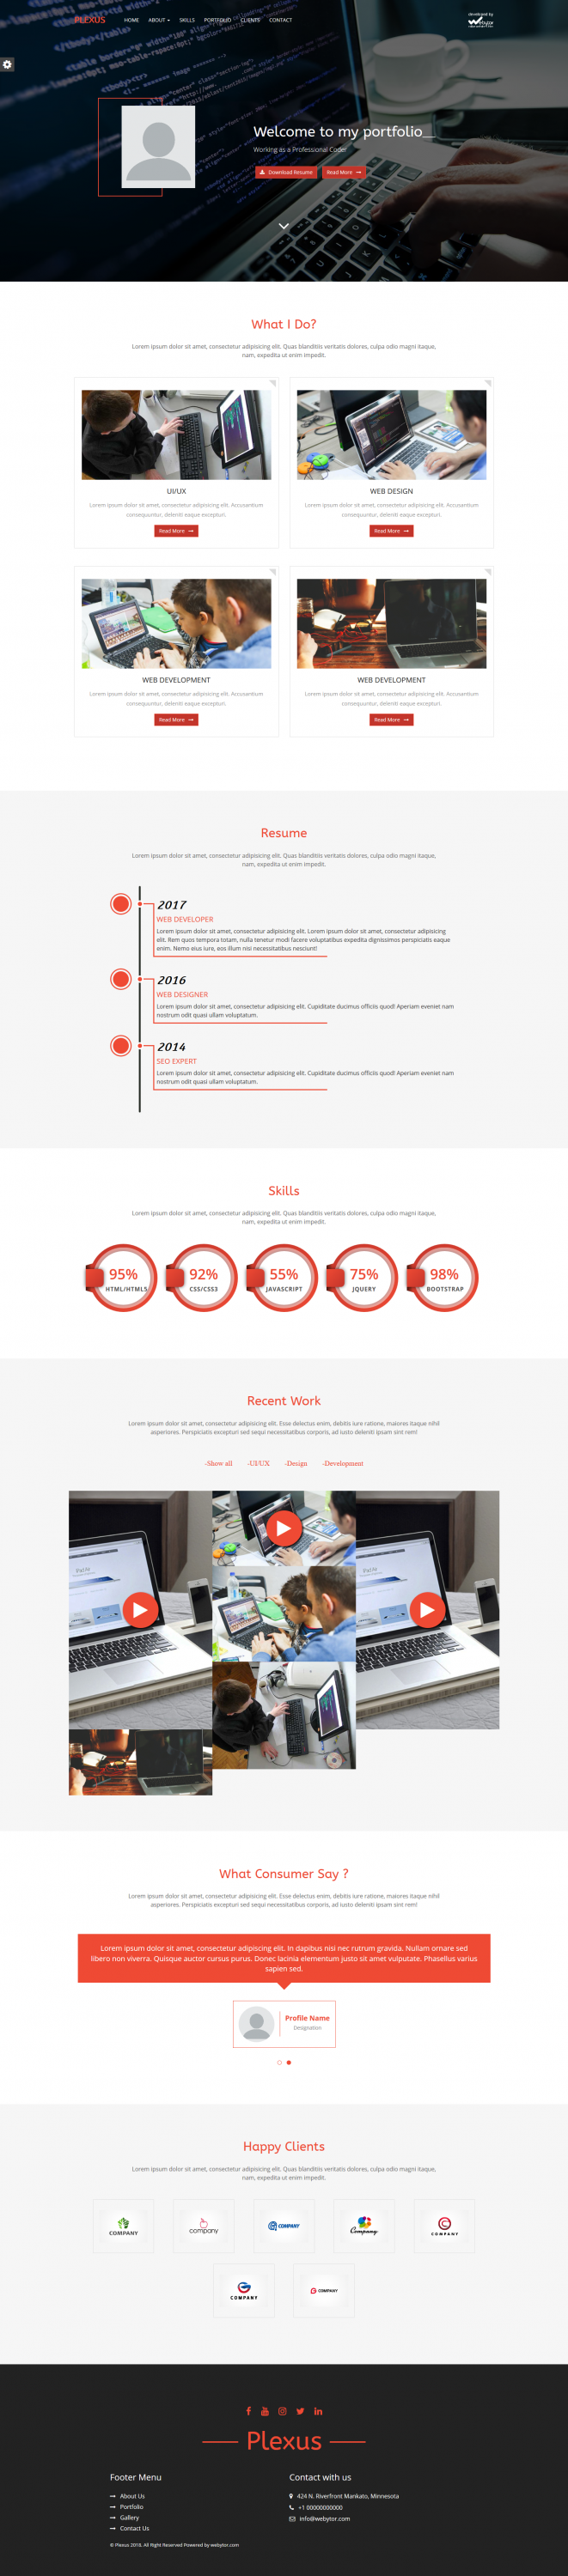 PLEXUS HOME ABOUT SKILLS PORTFOLIO CLIENTS CONTACT
developed by
Webytor
Welcome to my portfolio__
Working as a Professional Coder
Download Resume Read More
What I Do?
Lorem ipsum dolor sit amet, consectetur adipisicing elit. Quas blanditiis veritatis dolores, culpa odio magni itaque,
nam, expedita ut enim impedit.
UI/UX
Lorem ipsum dolor sit amet, consectetur adipisicing elit. Accusantium
consequuntur, deleniti eaque excepturi.
Read More
WEB DESIGN
Lorem ipsum dolor sit amet, consectetur adipisicing elit. Accusantium
consequuntur, deleniti eaque excepturi.
Read More
WEB DEVELOPMENT
Lorem ipsum dolor sit amet, consectetur adipisicing elit. Accusantium
consequuntur, deleniti eaque excepturi.
Read More
WEB DEVELOPMENT
Lorem ipsum dolor sit amet, consectetur adipisicing elit. Accusantium
consequuntur, deleniti eaque excepturi.
Read More
Resume
Lorem ipsum dolor sit amet, consectetur adipisicing elit. Quas blanditiis veritatis dolores, culpa odio magni itaque,
nam, expedita ut enim impedit.
2017
WEB DEVELOPER
Lorem ipsum dolor sit amet, consectetur adipisicing elit. Lorem ipsum dolor sit amet, consectetur adipisicing
elit. Rem quos tempora totam, nulla tenetur modi facere voluptatibus expedita dignissimos perspiciatis eaque
enim. Nemo eius iure, eos illum nisi necessitatibus nesciunt!
2016
WEB DESIGNER
Lorem ipsum dolor sit amet, consectetur adipisicing elit. Cupiditate ducimus officiis quod! Aperiam eveniet nam
nostrum odit quasi ullam voluptatum.
2014
SEO EXPERT
Lorem ipsum dolor sit amet, consectetur adipisicing elit. Cupiditate ducimus officiis quod! Aperiam eveniet nam
nostrum odit quasi ullam voluptatum.
Skills
Lorem ipsum dolor sit amet, consectetur adipisicing elit. Quas blanditiis veritatis dolores, culpa odio magni itaque,
nam, expedita ut enim impedit.
95% 92% 55% 75% 98%
HTML/HTML5 CSS/CSS3 JAVASCRIPT JQUERY BOOTSTRAP
Recent Work
Lorem ipsum dolor sit amet, consectetur adipisicing elit. Esse delectus enim, debitis iure ratione, maiores itaque nihil
asperiores. Perspiciatis excepturi sed sequi necessitatibus corporis, ad iusto deleniti ipsam sint rem!
-Show all -UI/UX -Design -Development
What Consumer Say ?
Lorem ipsum dolor sit amet, consectetur adipisicing elit. Esse delectus enim, debitis iure ratione, maiores itaque nihil
asperiores. Perspiciatis excepturi sed sequi necessitatibus corporis, ad iusto deleniti ipsam sint rem!
Lorem ipsum dolor sit amet, consectetur adipiscing elit. In dapibus nisi nec rutrum gravida. Nullam ornare sed
libero non viverra. Quisque auctor cursus purus. Donec lacinia elementum justo sit amet vulputate. Phasellus varius
sapien sed.
Profile Name
Designation
Happy Clients
Lorem ipsum dolor sit amet, consectetur adipisicing elit. Quas blanditiis veritatis dolores, culpa odio magni itaque,
nam, expedita ut enim impedit.
COMPANY company COMPANY Company COMPANY
COMPANY COMPANY
Plexus
Footer Menu
About Us
Portfolio
Gallery
Contact Us
Contact with us
424 N. Riverfront Mankato, Minnesota
+1 00000000000
info@webytor.com
© Plexus 2018. All Right Reserved Powered by webytor.com